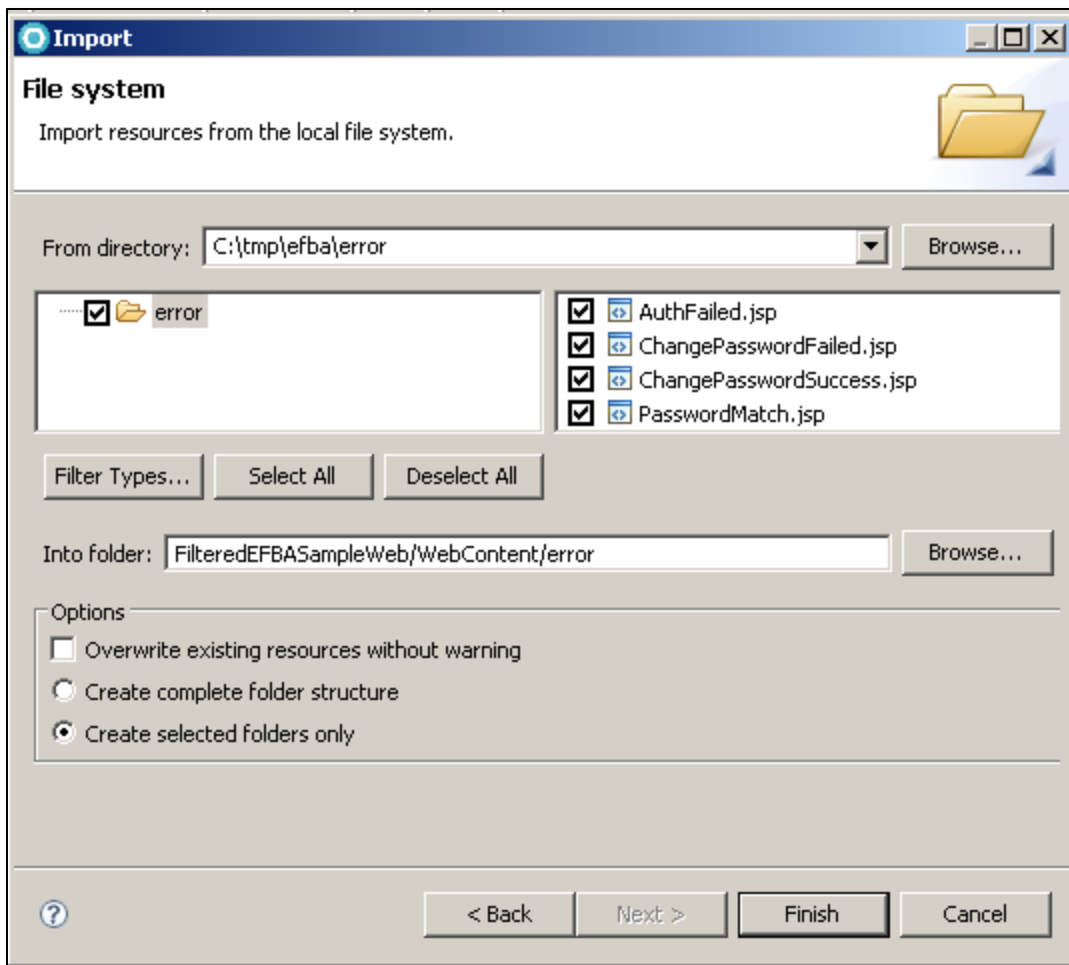 Import
File system
Import resources from the local file system.
From directory: C:\tmp\efba\error Browse...
error
AuthFailed.jsp
ChangePasswordFailed.jsp
ChangePasswordSuccess.jsp
PasswordMatch.jsp
Filter Types... Select All Deselect All
Into folder: FilteredEFBASampleWeb/WebContent/error Browse...
Options
Overwrite existing resources without warning
Create complete folder structure
Create selected folders only
? < Back Next > Finish Cancel